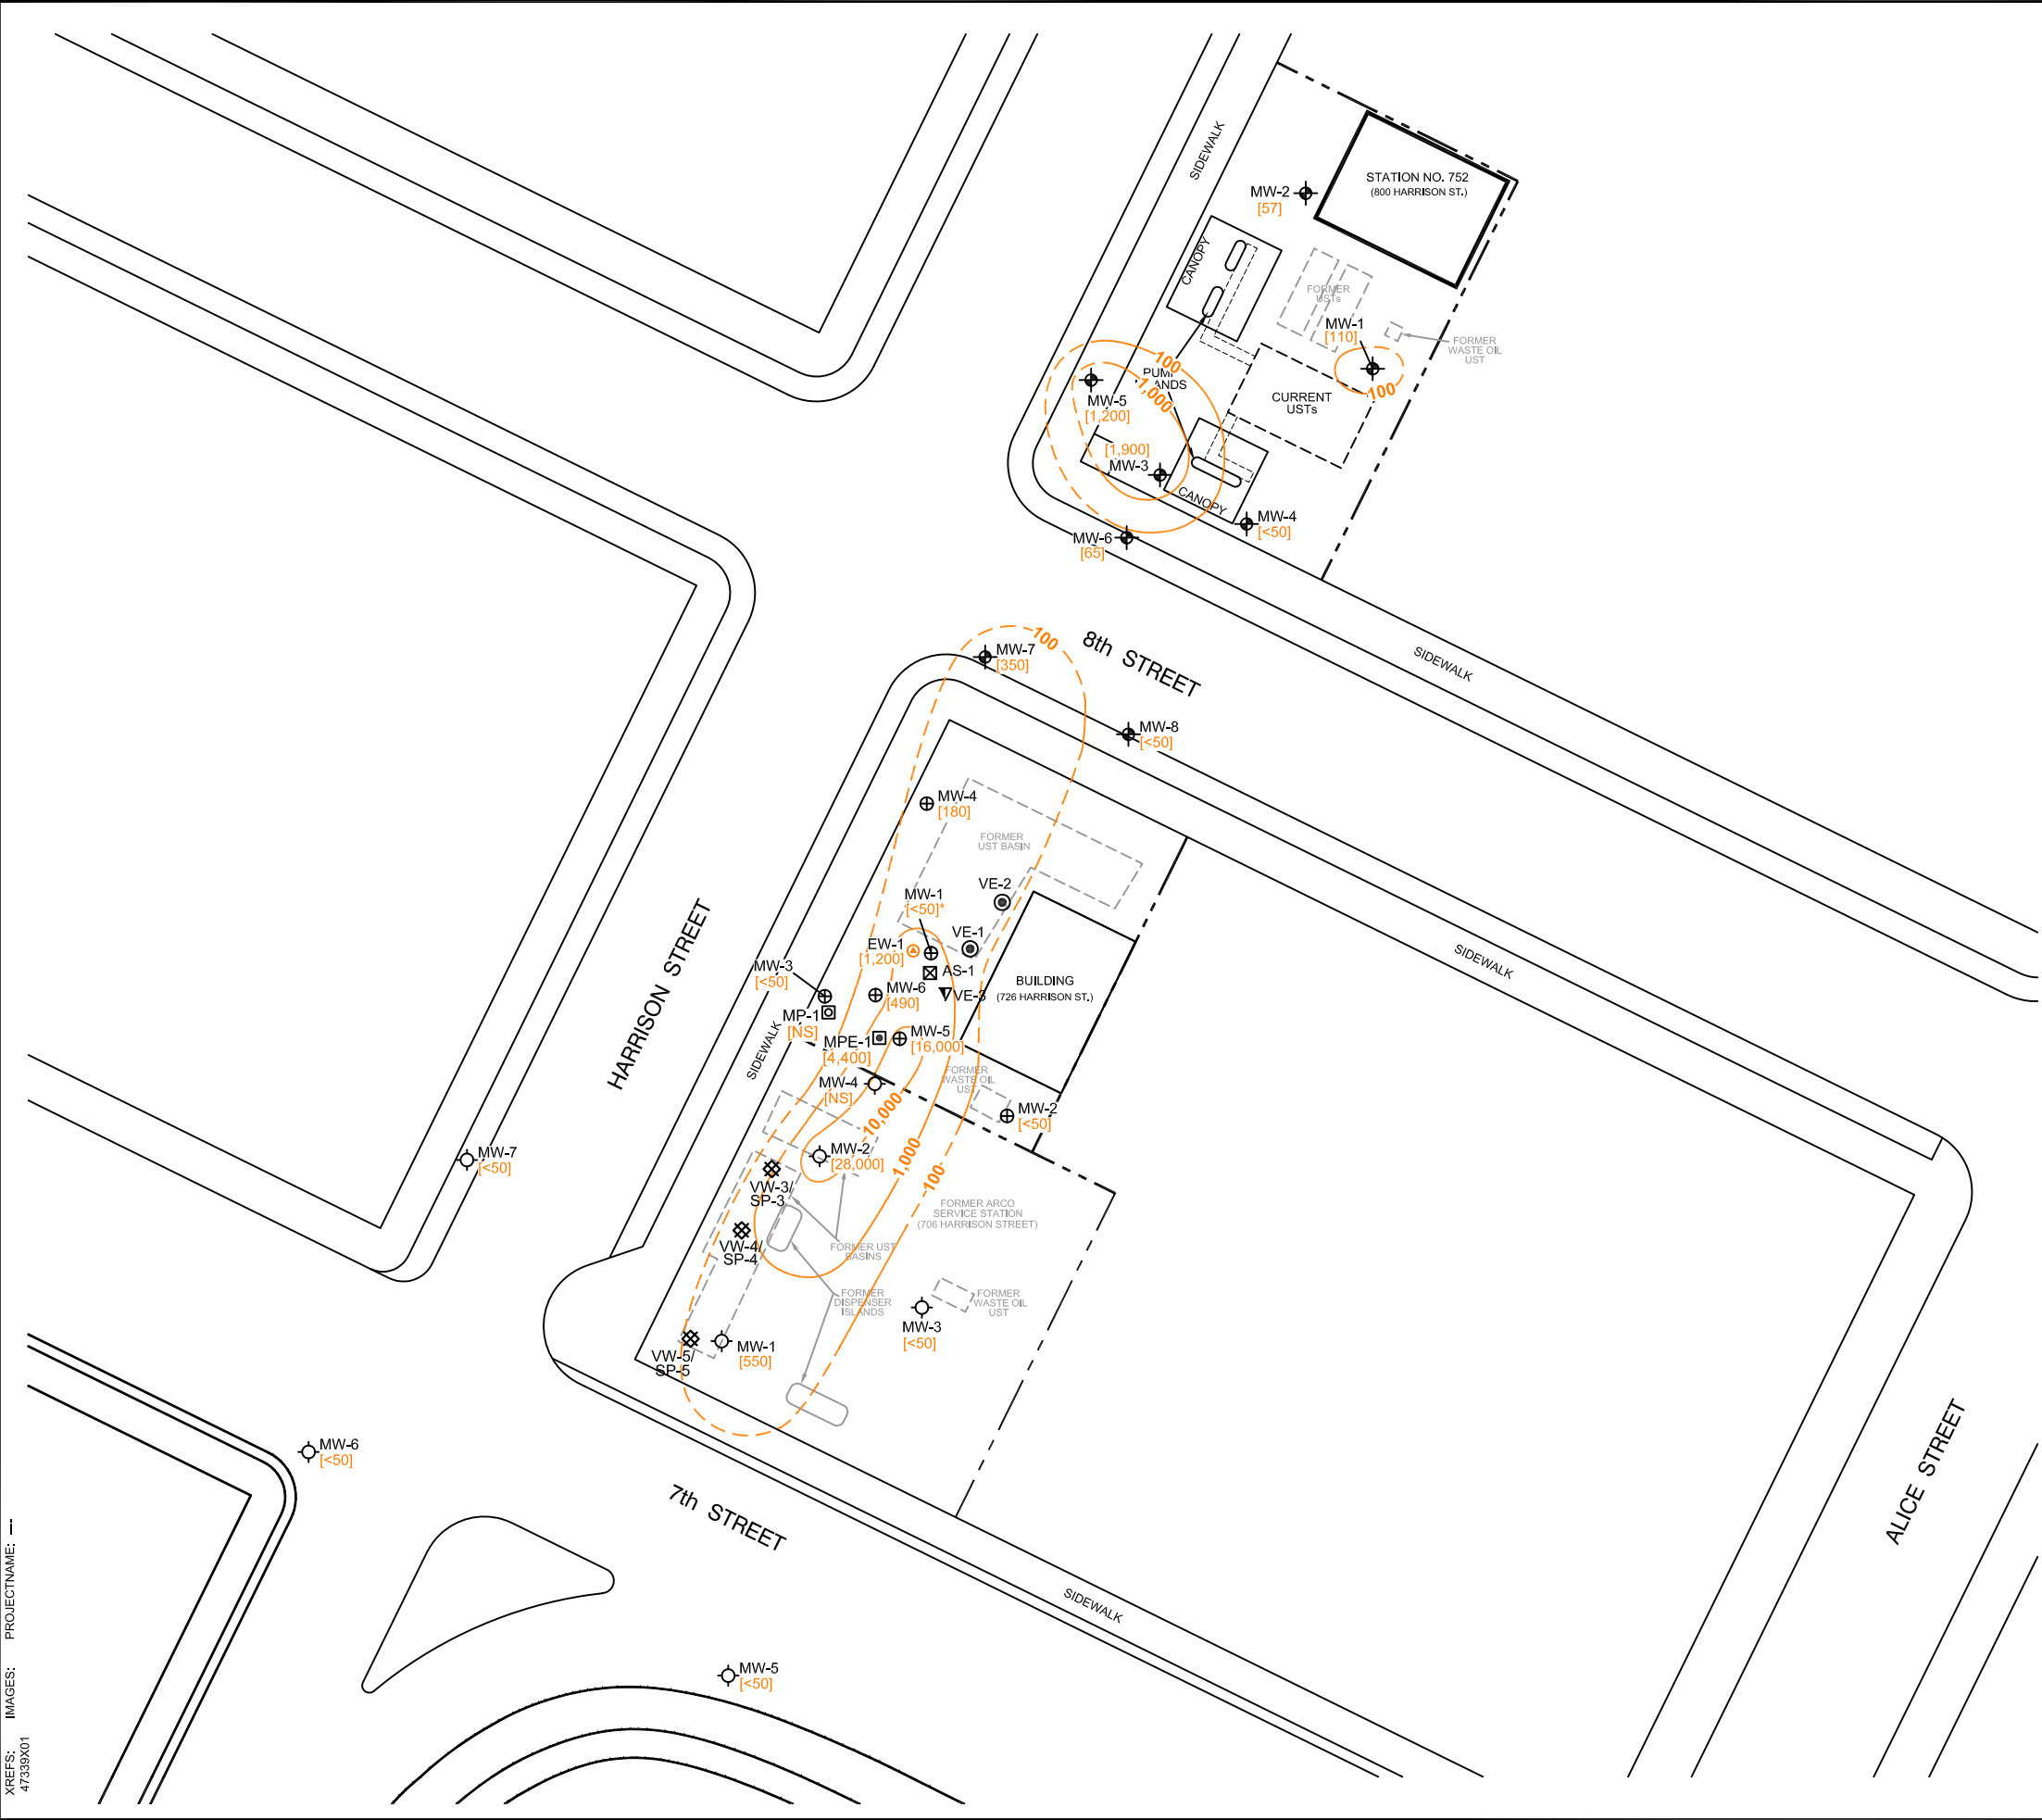 SIDEWALK
STATION NO. 752
(800 HARRISON ST.)
MW-2
[57]
CANOPY
FORMER
USTs
MW-1
[110]
FORMER
WASTE OIL
UST
100
100
1,000
MW-5
[1,200]
CURRENT
USTs
[1,900]
MW-3
CANOPY
MW-4
[<50]
MW-6
[65]
100
MW-7
[350]
8th STREET
SIDEWALK
MW-8
[<50]
MW-4
[180]
FORMER
UST BASIN
VE-2
MW-1
[<50]*
VE-1
EW-1
[1,200]
AS-1
MW-3
[<50]
MW-6
[490]
VE-3
BUILDING
(726 HARRISON ST.)
SIDEWALK
HARRISON STREET
MP-1
[NS]
MPE-1
[4,400]
MW-5
[16,000]
SIDEWALK
MW-4
[NS]
FORMER
WASTE OIL
UST
10,000
MW-2
[<50]
MW-7
[<50]
MW-2
[28,000]
1,000
100
VW-3/
SP-3
FORMER ARCO
SERVICE STATION
(706 HARRISON STREET)
VW-4/
SP-4
FORMER UST
BASINS
FORMER
DISPENSER
ISLANDS
FORMER
WASTE OIL
UST
MW-3
[<50]
MW-1
[550]
VW-5/
SP-5
MW-6
[<50]
7th STREET
ALICE STREET
SIDEWALK
MW-5
[<50]
XREFS: IMAGES: PROJECTNAME: ----
47339X01